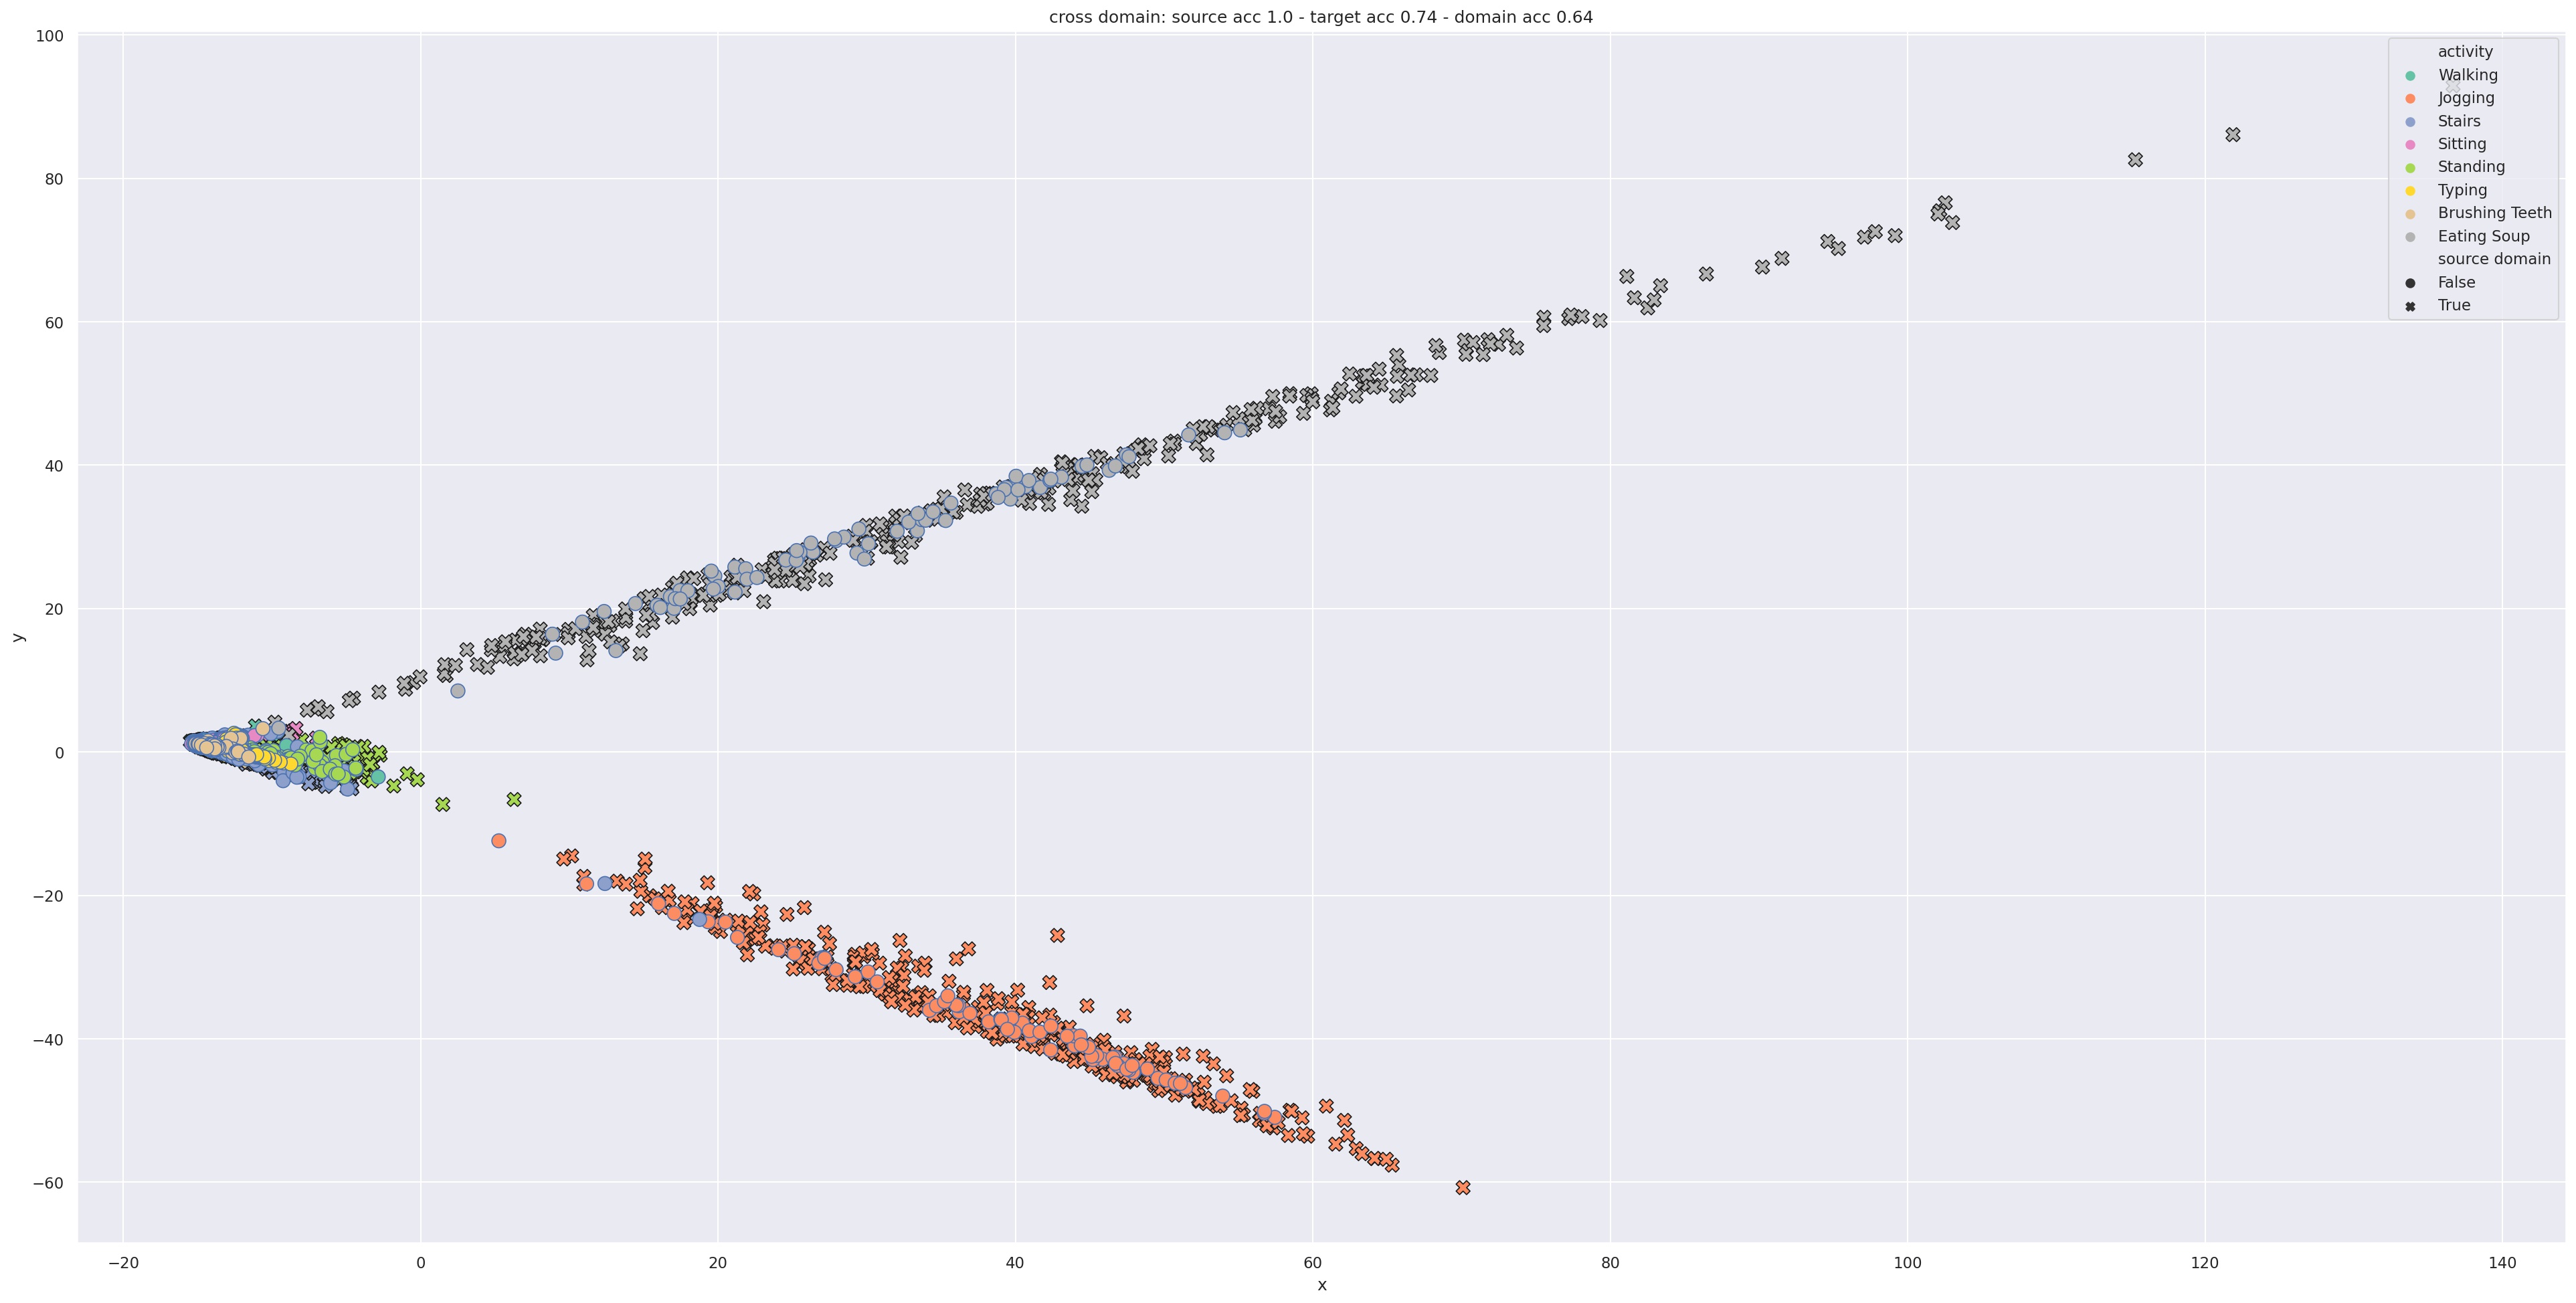 cross domain: source acc 1.0 - target acc 0.74 - domain acc 0.64
activity
Walking
Jogging
Stairs
Sitting
Standing
Typing
Brushing Teeth
Eating Soup
source domain
False
True
y
100
80
60
40
20
0
−20
−40
−60
−20
0
20
40
60
80
100
120
140
x